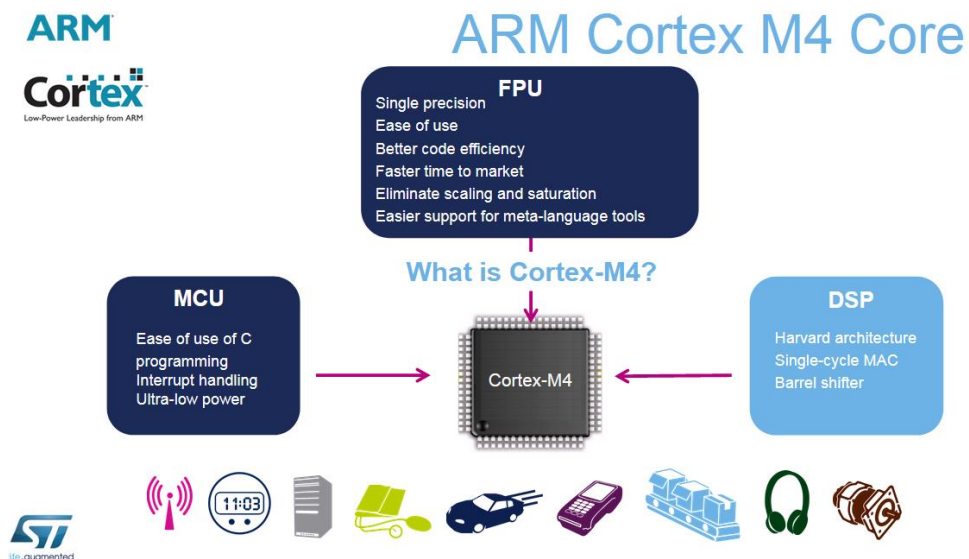 ARM
ARM Cortex M4 Core
Cortex
Low-Power Leadership from ARM
FPU
Single precision
Ease of use
Better code efficiency
Faster time to market
Eliminate scaling and saturation
Easier support for meta-language tools
What is Cortex-M4?
MCU
Ease of use of C
programming
Interrupt handling
Ultra-low power
Cortex-M4
DSP
Harvard architecture
Single-cycle MAC
Barrel shifter
11:03
ST
life.augmented